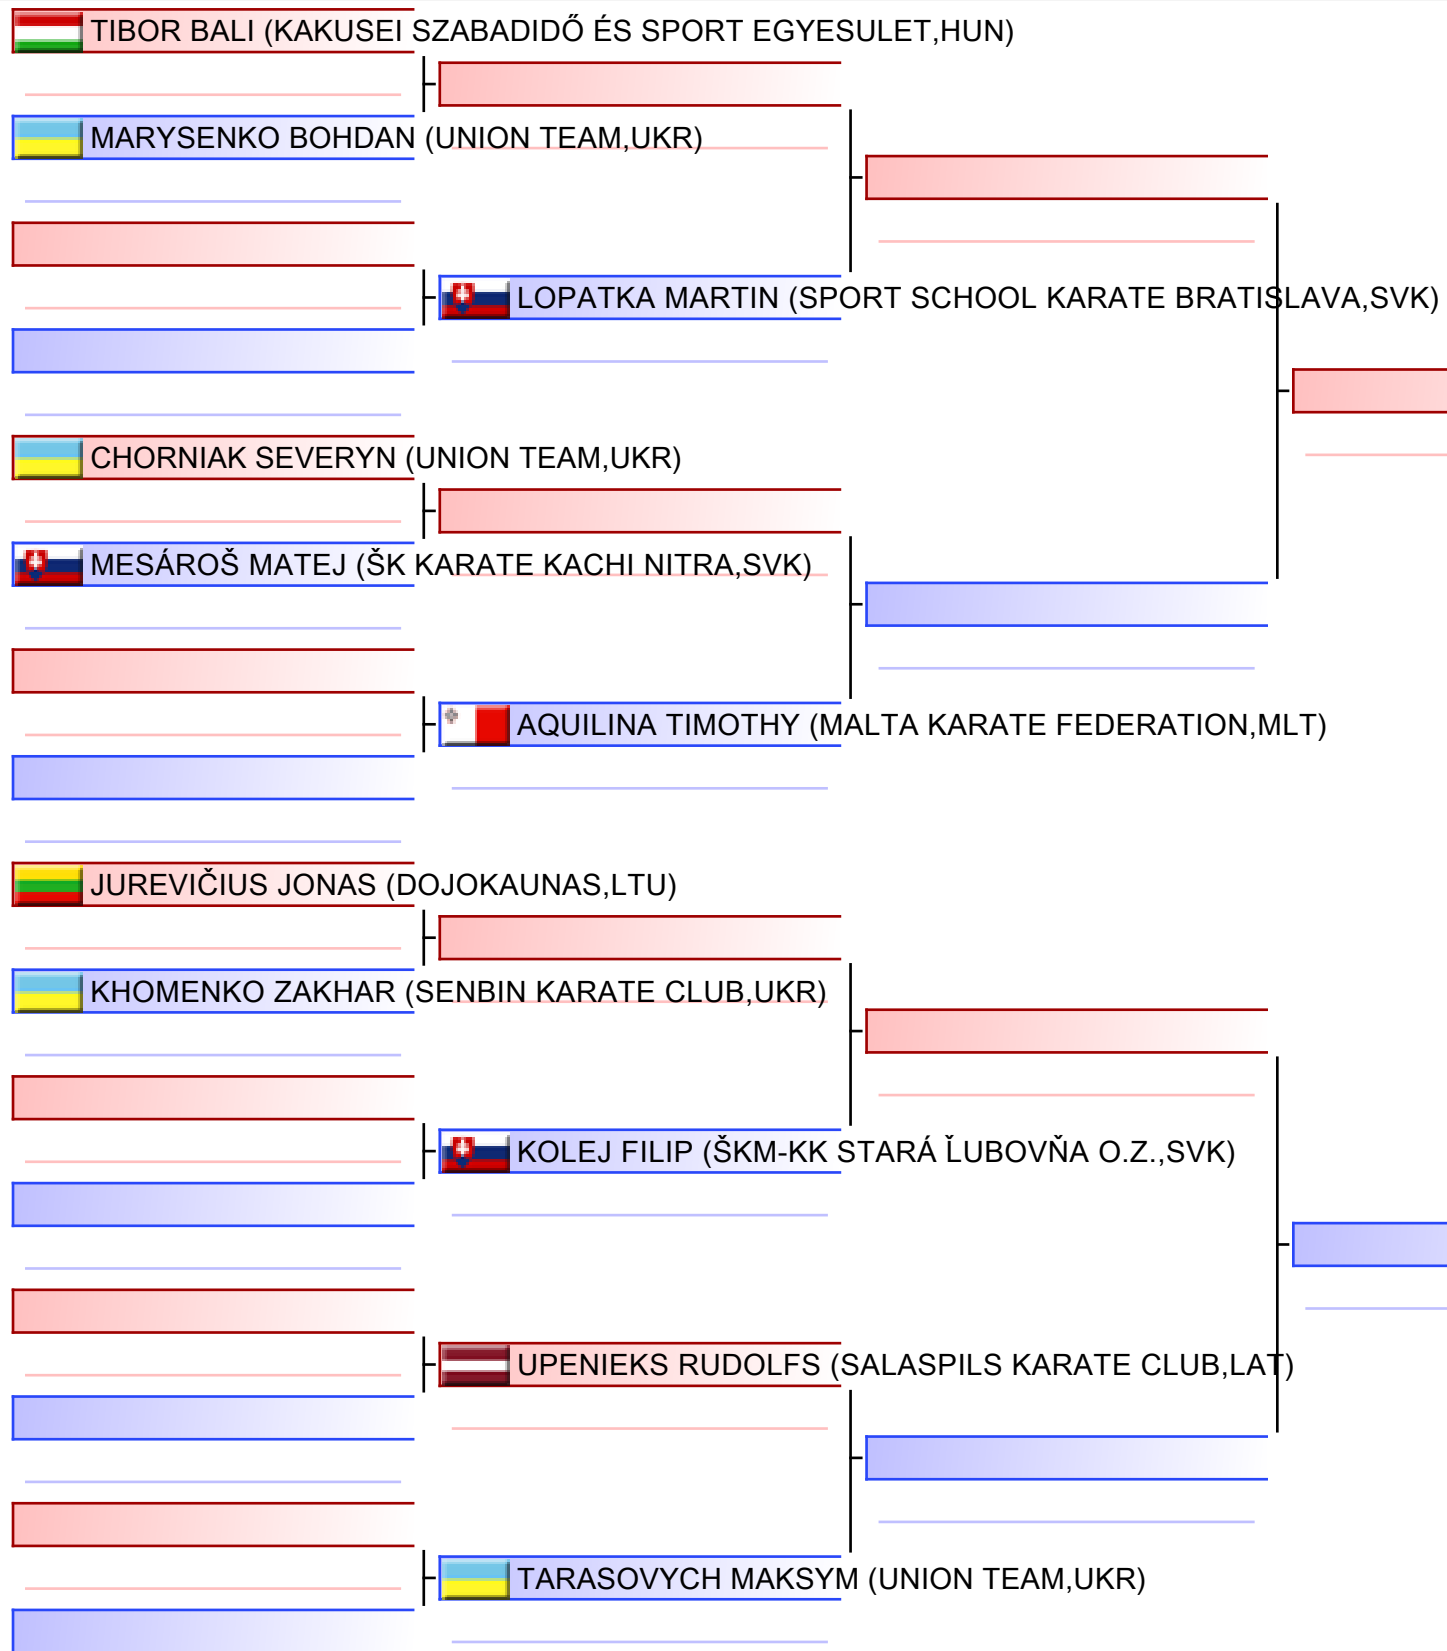 TIBOR BALI (KAKUSEI SZABADIDŐ ÉS SPORT EGYESULET,HUN)
MARYSENKO BOHDAN (UNION TEAM,UKR)
LOPATKA MARTIN (SPORT SCHOOL KARATE BRATISLAVA,SVK)
CHORNIAK SEVERYN (UNION TEAM,UKR)
MESÁROŠ MATEJ (ŠK KARATE KACHI NITRA,SVK)
AQUILINA TIMOTHY (MALTA KARATE FEDERATION,MLT)
JUREVIČIUS JONAS (DOJOKAUNAS,LTU)
KHOMENKO ZAKHAR (SENBIN KARATE CLUB,UKR)
KOLEJ FILIP (ŠKM-KK STARÁ ĽUBOVŇA O.Z.,SVK)
UPENIEKS RUDOLFS (SALASPILS KARATE CLUB,LAT)
TARASOVYCH MAKSYM (UNION TEAM,UKR)